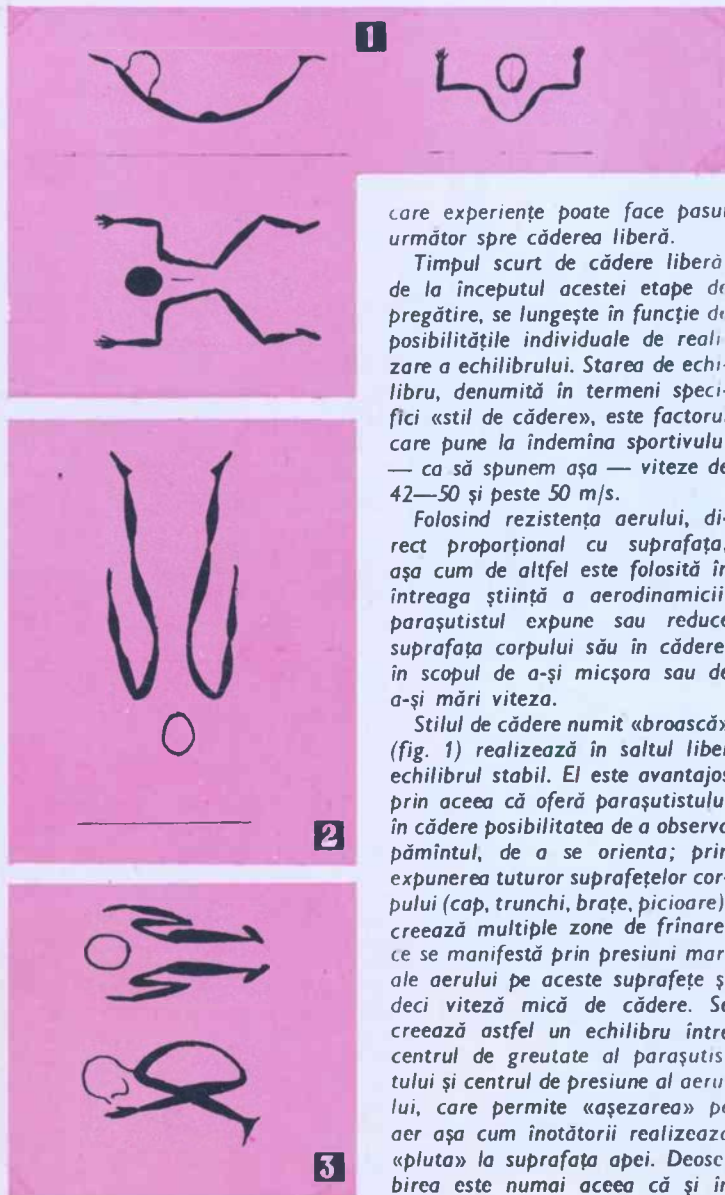 1
care experiențe poate face pasul
următor spre căderea liberă.
Timpul scurt de cădere liberă
de la începutul acestei etape de
pregătire, se lungește în funcție de
posibilitățile individuale de reali-
zare a echilibrului. Starea de echi-
libru, denumită în termeni speci-
fici «stil de cădere», este factorul
care pune la îndemîna sportivului
— ca să spunem așa — viteze de
42—50 și peste 50 m/s.
Folosind rezistența aerului, di-
rect proporțional cu suprafața,
așa cum de altfel este folosită în
întreaga știință a aerodinamicii
parașutistul expune sau reduce
suprafața corpului său în cădere
în scopul de a-și micșora sau de
a-și mări viteza.
Stilul de cădere numit «broască»
(fig. 1) realizează în saltul liber
echilibrul stabil. El este avantajos
prin aceea că oferă parașutistului
în cădere posibilitatea de a observa
pămîntul, de a se orienta; prin
expunerea tuturor suprafețelor cor-
pului (cap, trunchi, brațe, picioare)
creează multiple zone de frînare
ce se manifestă prin presiuni mari
ale aerului pe aceste suprafețe și
deci viteză mică de cădere. Se
creează astfel un echilibru între
centrul de greutate al parașutis-
tului și centrul de presiune al aeru-
lui, care permite «așezarea» pe
aer așa cum înotătorii realizează
«pluta» la suprafața apei. Deose-
birea este numai aceea că și în
2
3